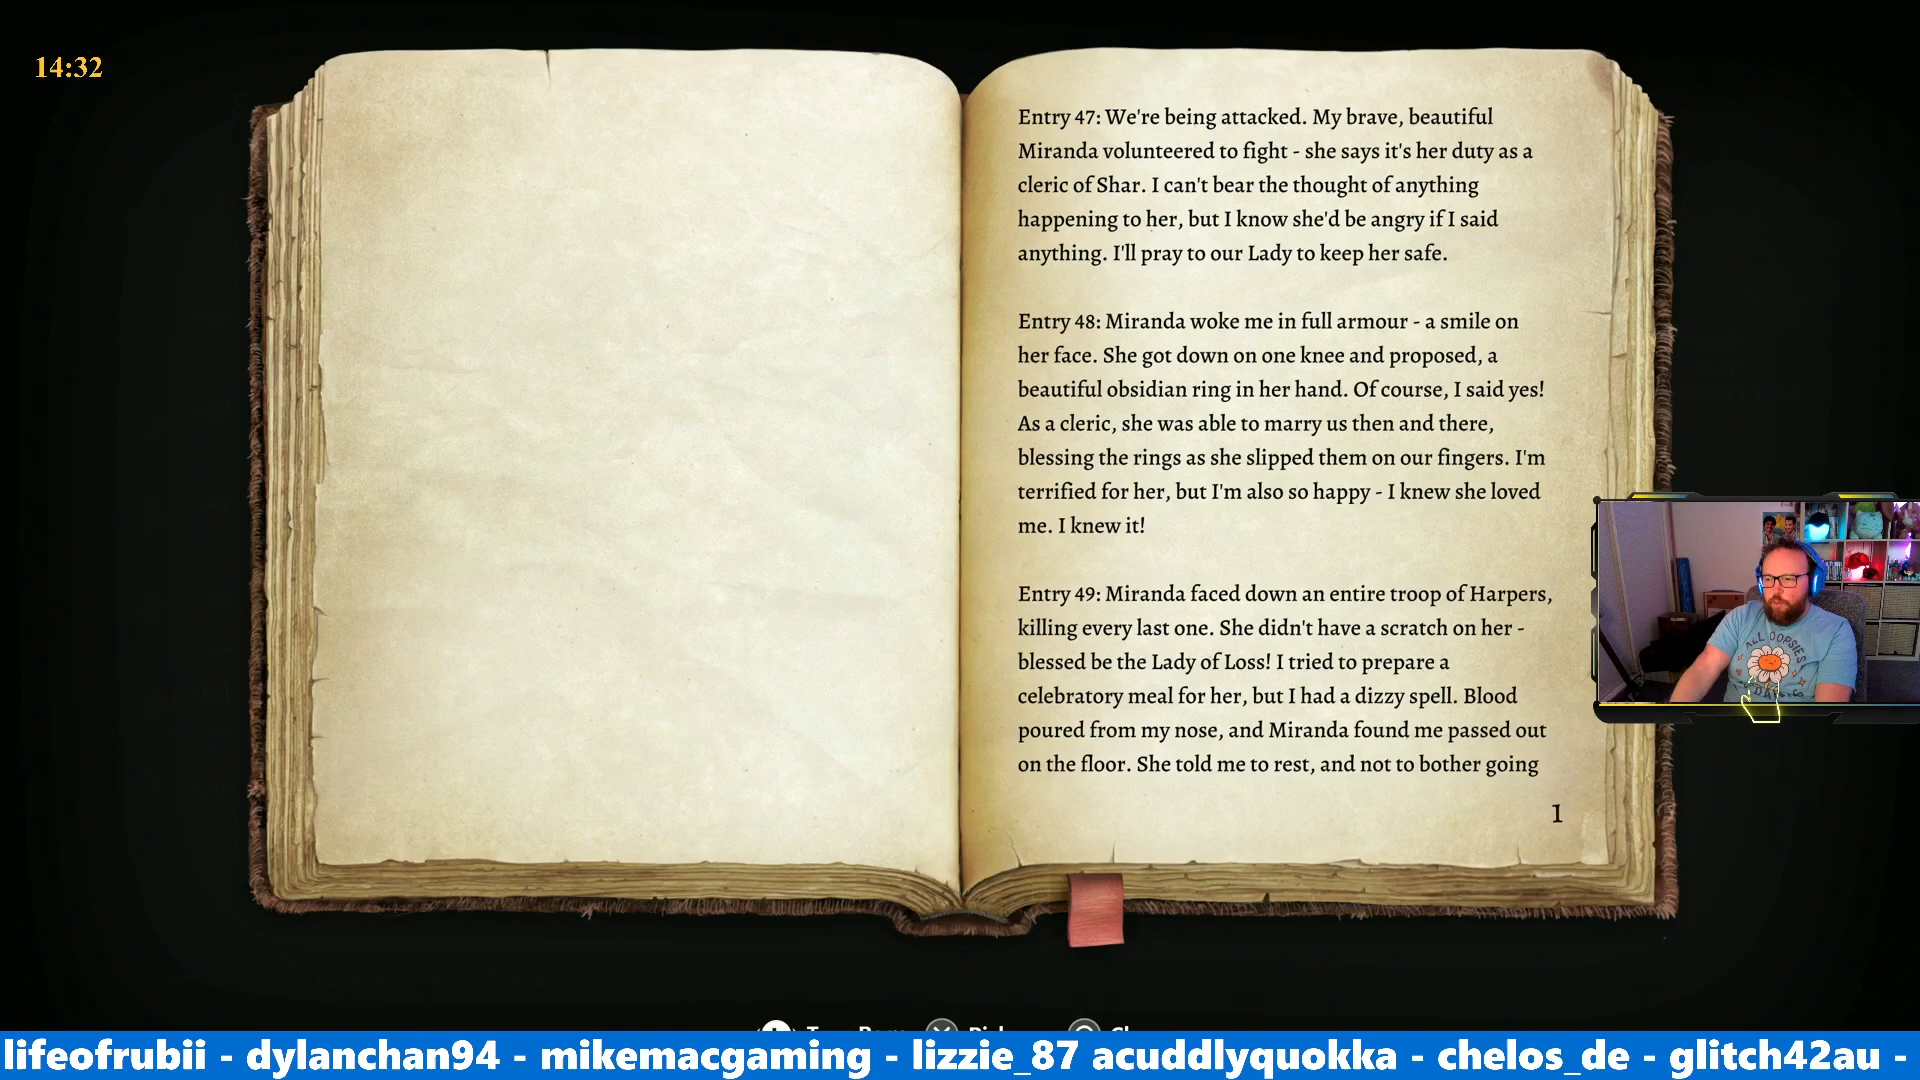 14:32
Entry 47: We're being attacked. My brave, beautiful
Miranda volunteered to fight - she says it's her duty as a
cleric of Shar. I can't bear the thought of anything
happening to her, but I know she'd be angry if I said
anything. I'll pray to our Lady to keep her safe.
Entry 48: Miranda woke me in full armour - a smile on
her face. She got down on one knee and proposed, a
beautiful obsidian ring in her hand. Of course, I said yes!
As a cleric, she was able to marry us then and there,
blessing the rings as she slipped them on our fingers. I'm
terrified for her, but I'm also so happy - I knew she loved
me. I knew it!
Entry 49: Miranda faced down an entire troop of Harpers,
killing every last one. She didn't have a scratch on her -
blessed be the Lady of Loss! I tried to prepare a
celebratory meal for her, but I had a dizzy spell. Blood
poured from my nose, and Miranda found me passed out
on the floor. She told me to rest, and not to bother going
1
ALL OOPSIES
lifeofrubii - dylanchan94 - mikemacgaming - lizzie_87 acuddlyquokka - chelos_de - glitch42au -